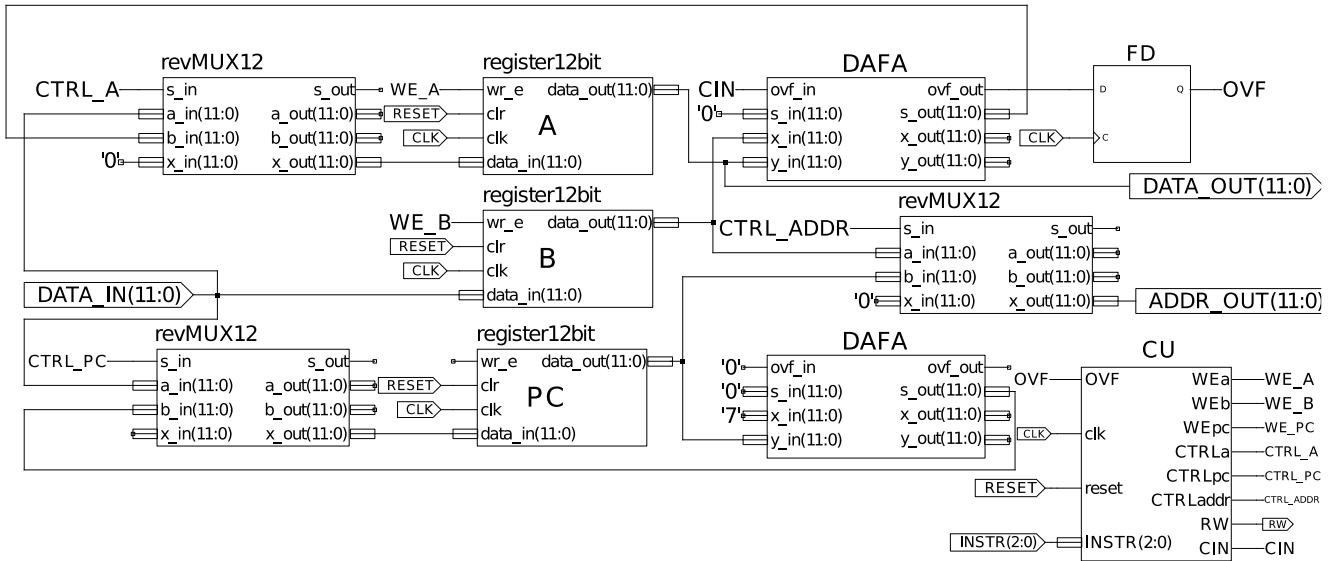 revMUX12
CTRL_A
s_in s_out
a_in(11:0) a_out(11:0)
b_in(11:0) b_out(11:0)
'0' x_in(11:0) x_out(11:0)
register12bit
WE_A wr_e data_out(11:0)
RESET clr
CLK clk
A
data_in(11:0)
DAFA
CIN ovf_in ovf_out
'0' s_in(11:0) s_out(11:0)
x_in(11:0) x_out(11:0)
y_in(11:0) y_out(11:0)
FD
D Q OVF
CLK C
DATA_OUT(11:0)
register12bit
WE_B wr_e data_out(11:0)
RESET clr
CLK clk
B
data_in(11:0)
revMUX12
CTRL_ADDR s_in s_out
a_in(11:0) a_out(11:0)
b_in(11:0) b_out(11:0)
'0' x_in(11:0) x_out(11:0)
ADDR_OUT(11:0)
DATA_IN(11:0)
revMUX12
CTRL_PC s_in s_out
a_in(11:0) a_out(11:0)
b_in(11:0) b_out(11:0)
x_in(11:0) x_out(11:0)
register12bit
wr_e data_out(11:0)
RESET clr
CLK clk
PC
data_in(11:0)
DAFA
'0' ovf_in ovf_out
'0' s_in(11:0) s_out(11:0)
'7' x_in(11:0) x_out(11:0)
y_in(11:0) y_out(11:0)
CU
OVF OVF WEa WE_A
WEb WE_B
WEpc WE_PC
CLK clk
CTRLa CTRL_A
CTRLpc CTRL_PC
RESET reset
CTRLaddr CTRL_ADDR
RW RW
INSTR(2:0) INSTR(2:0) CIN CIN